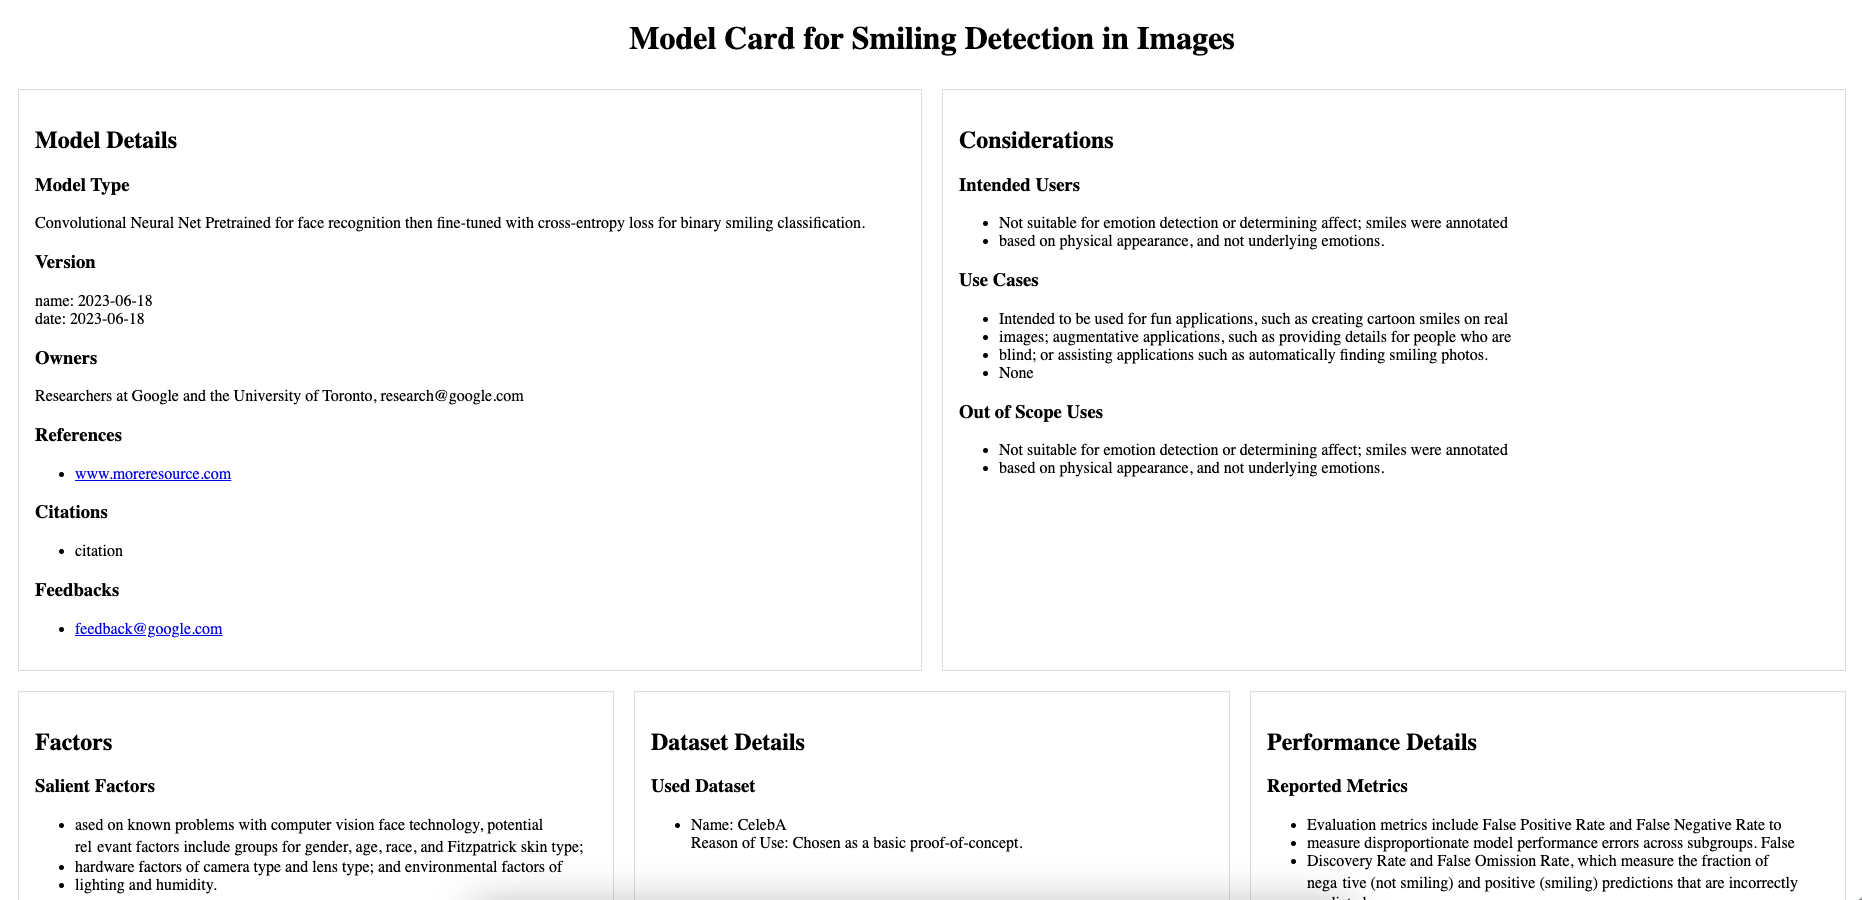 Model Card for Smiling Detection in Images
Model Details
Model Type
Convolutional Neural Net Pretrained for face recognition then fine-tuned with cross-entropy loss for binary smiling classification.
Version
name: 2023-06-18
date: 2023-06-18
Owners
Researchers at Google and the University of Toronto, research@google.com
References
www.moreresource.com
Citations
citation
Feedbacks
feedback@google.com
Considerations
Intended Users
Not suitable for emotion detection or determining affect; smiles were annotated
based on physical appearance, and not underlying emotions.
Use Cases
Intended to be used for fun applications, such as creating cartoon smiles on real
images; augmentative applications, such as providing details for people who are
blind; or assisting applications such as automatically finding smiling photos.
None
Out of Scope Uses
Not suitable for emotion detection or determining affect; smiles were annotated
based on physical appearance, and not underlying emotions.
Factors
Salient Factors
ased on known problems with computer vision face technology, potential
rel evant factors include groups for gender, age, race, and Fitzpatrick skin type;
hardware factors of camera type and lens type; and environmental factors of
lighting and humidity.
Dataset Details
Used Dataset
Name: CelebA
Reason of Use: Chosen as a basic proof-of-concept.
Performance Details
Reported Metrics
Evaluation metrics include False Positive Rate and False Negative Rate to
measure disproportionate model performance errors across subgroups. False
Discovery Rate and False Omission Rate, which measure the fraction of
nega tive (not smiling) and positive (smiling) predictions that are incorrectly